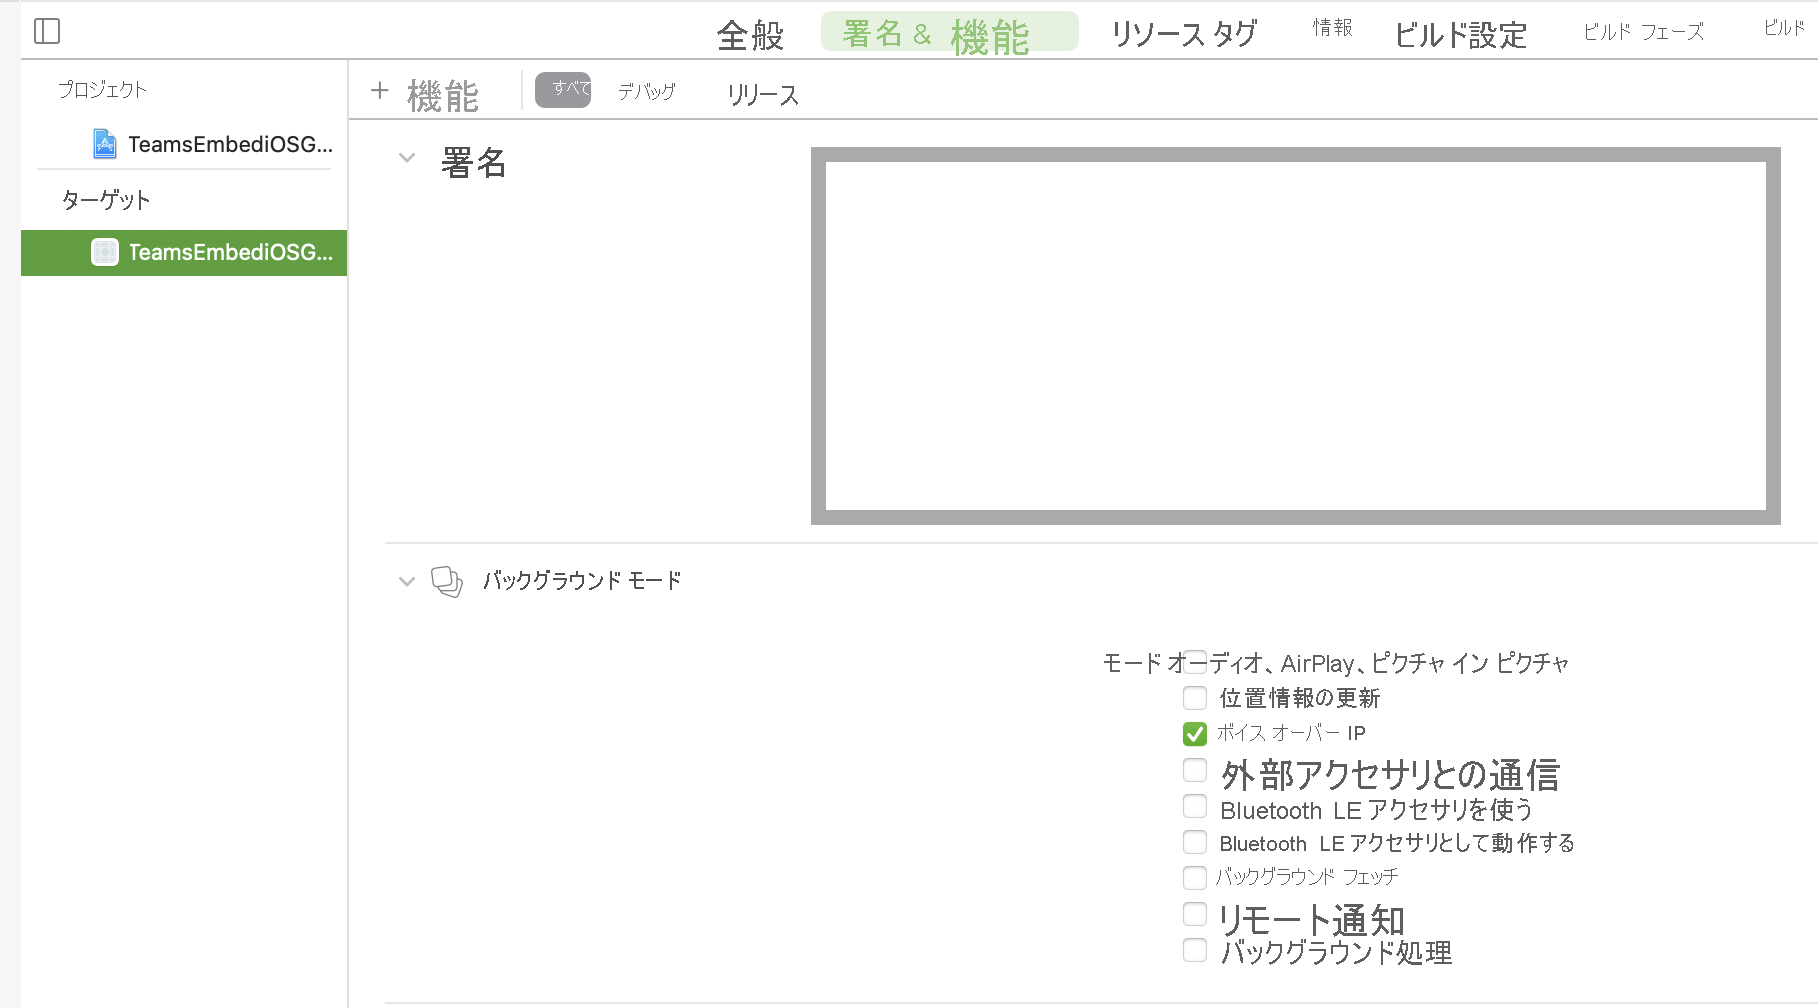 全般 署名 & 機能 リソース タグ 情報 ビルド設定 ビルド フェーズ ビルド
プロジェクト
+ 機能 すべて デバッグ リリース
TeamsEmbediOSG...
署名
ターゲット
TeamsEmbediOSG...
バックグラウンド モード
モード オーディオ、AirPlay、ピクチャ イン ピクチャ
位置情報の更新
ボイス オーバー IP
外部アクセサリとの通信
Bluetooth LE アクセサリを使う
Bluetooth LE アクセサリとして動作する
バックグラウンド フェッチ
リモート通知
バックグラウンド処理